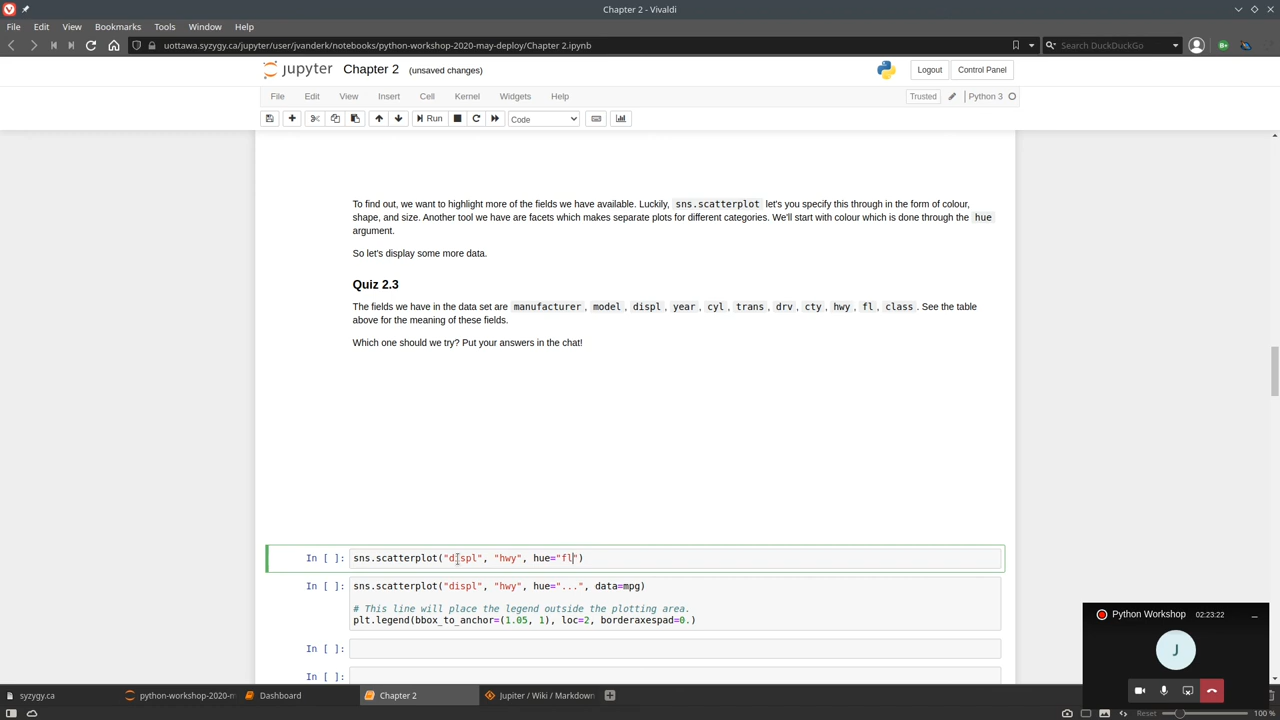 Chapter 2 - Vivaldi
File Edit View Bookmarks Tools Window Help
uottawa.syzygy.ca/jupyter/user/jvanderk/notebooks/python-workshop-2020-may-deploy/Chapter 2.ipynb
Search DuckDuckGo
jupyter Chapter 2 (unsaved changes)
Logout Control Panel
File Edit View Insert Cell Kernel Widgets Help
Trusted Python 3
Run Code
To find out, we want to highlight more of the fields we have available. Luckily, sns.scatterplot let's you specify this through in the form of colour,
shape, and size. Another tool we have are facets which makes separate plots for different categories. We'll start with colour which is done through the hue
argument.
So let's display some more data.
Quiz 2.3
The fields we have in the data set are manufacturer, model, displ, year, cyl, trans, drv, cty, hwy, fl, class. See the table
above for the meaning of these fields.
Which one should we try? Put your answers in the chat!
In [ ]: sns.scatterplot("displ", "hwy", hue="fl")
In [ ]: sns.scatterplot("displ", "hwy", hue="...", data=mpg)
# This line will place the legend outside the plotting area.
plt.legend(bbox_to_anchor=(1.05, 1), loc=2, borderaxespad=0.)
In [ ]:
In [ ]:
Python Workshop 02:23:22
J
syzygy.ca python-workshop-2020-m Dashboard Chapter 2 Jupiter / Wiki / Markdown
Reset 100 %